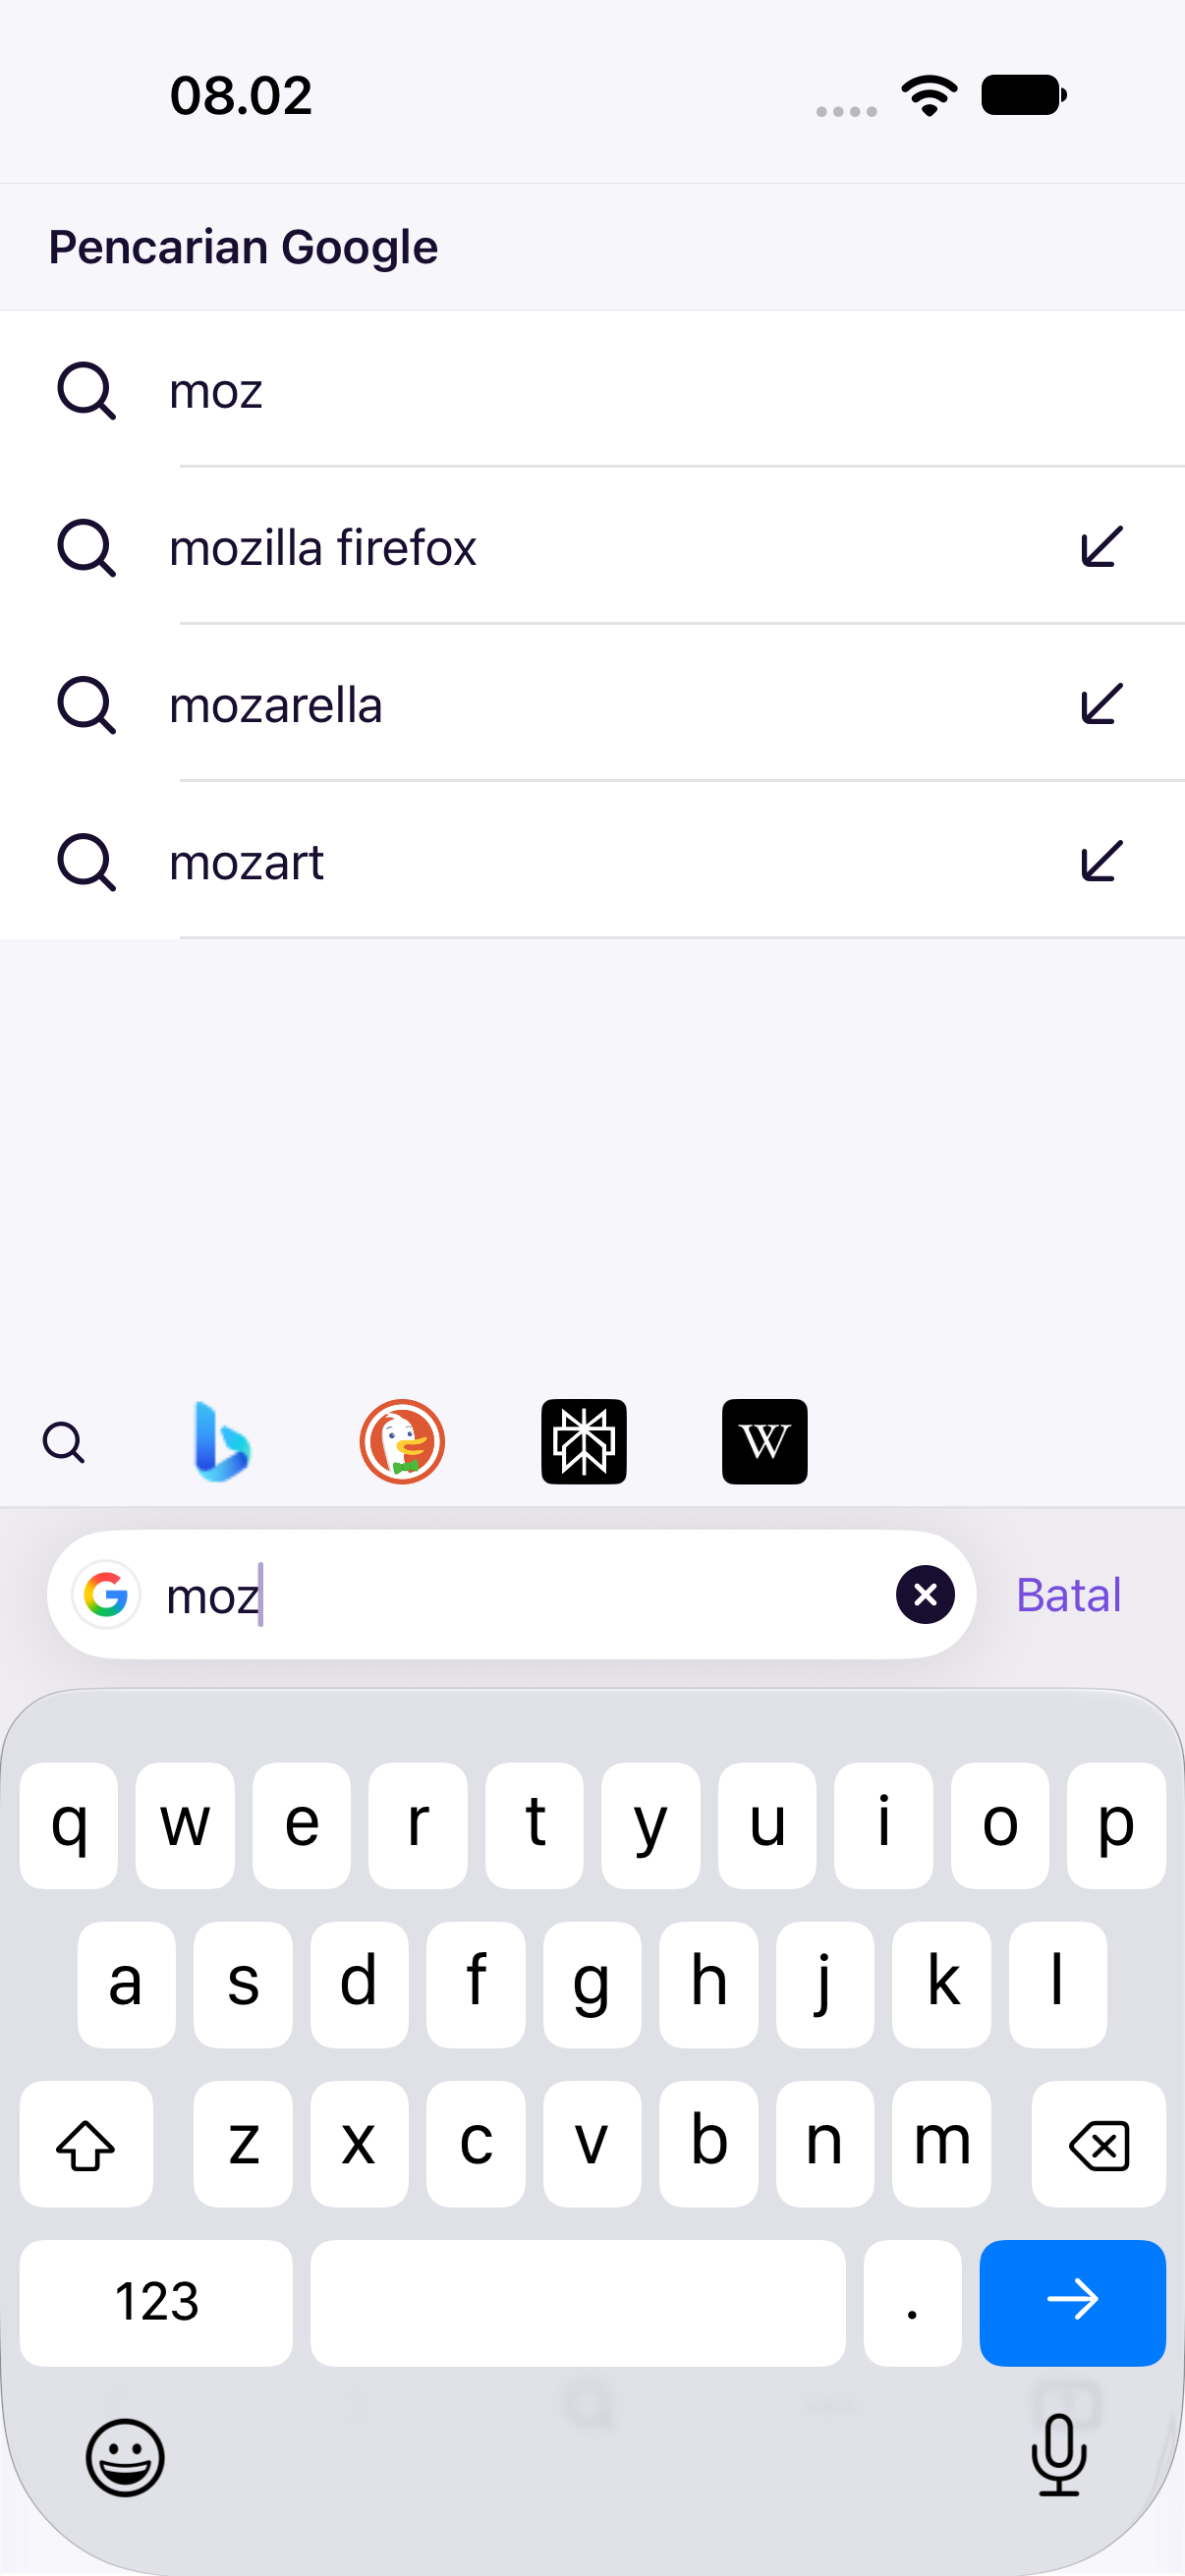 08.02
Pencarian Google
moz
mozilla firefox
mozarella
mozart
W
moz
Batal
q w e r t y u i o p
a s d f g h j k l
z x c v b n m
123 .